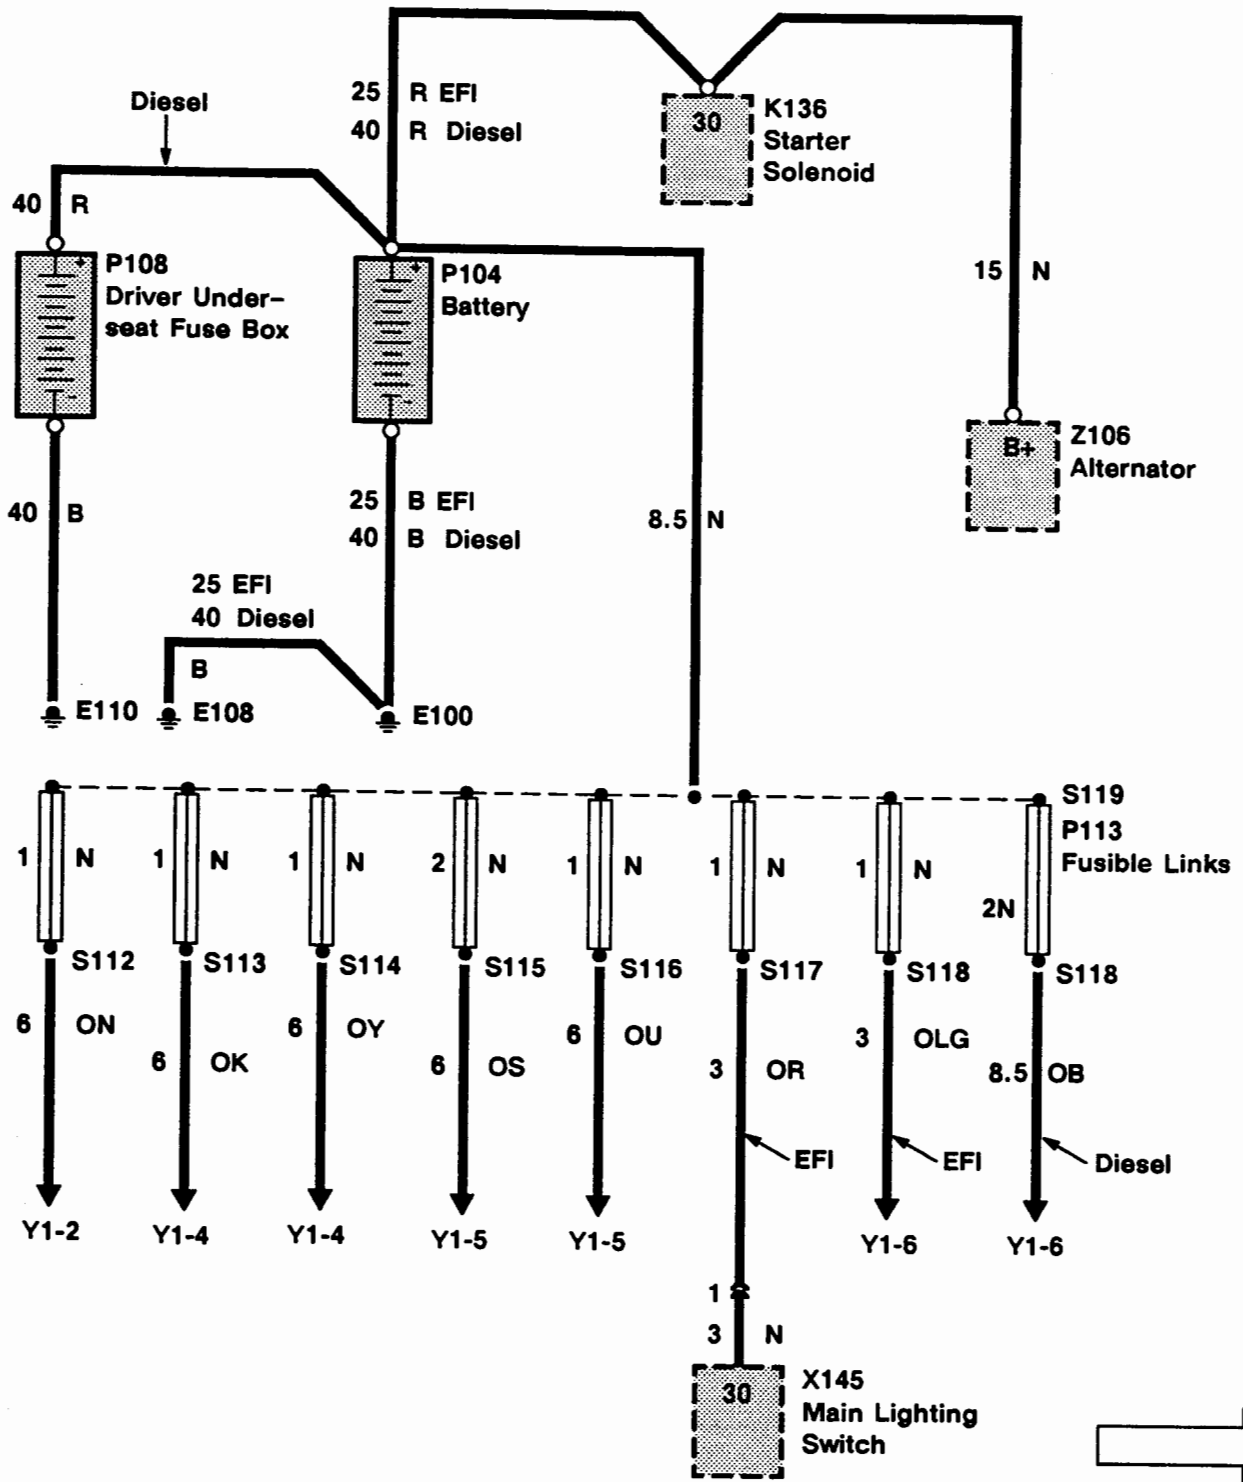 Diesel
25 R EFI
40 R Diesel
30
K136
Starter
Solenoid
40 R
+
P108
Driver Under-
seat Fuse Box
-
+
P104
Battery
-
15 N
B+
Z106
Alternator
40 B
25 B EFI
40 B Diesel
8.5 N
25 EFI
40 Diesel
B
E110
E108
E100
S119
P113
Fusible Links
1 N
1 N
1 N
2 N
1 N
1 N
1 N
2N
S112
S113
S114
S115
S116
S117
S118
S118
6 ON
6 OK
6 OY
6 OS
6 OU
3 OR
3 OLG
8.5 OB
EFI
EFI
Diesel
Y1-2
Y1-4
Y1-4
Y1-5
Y1-5
Y1-6
Y1-6
1
3 N
30
X145
Main Lighting
Switch